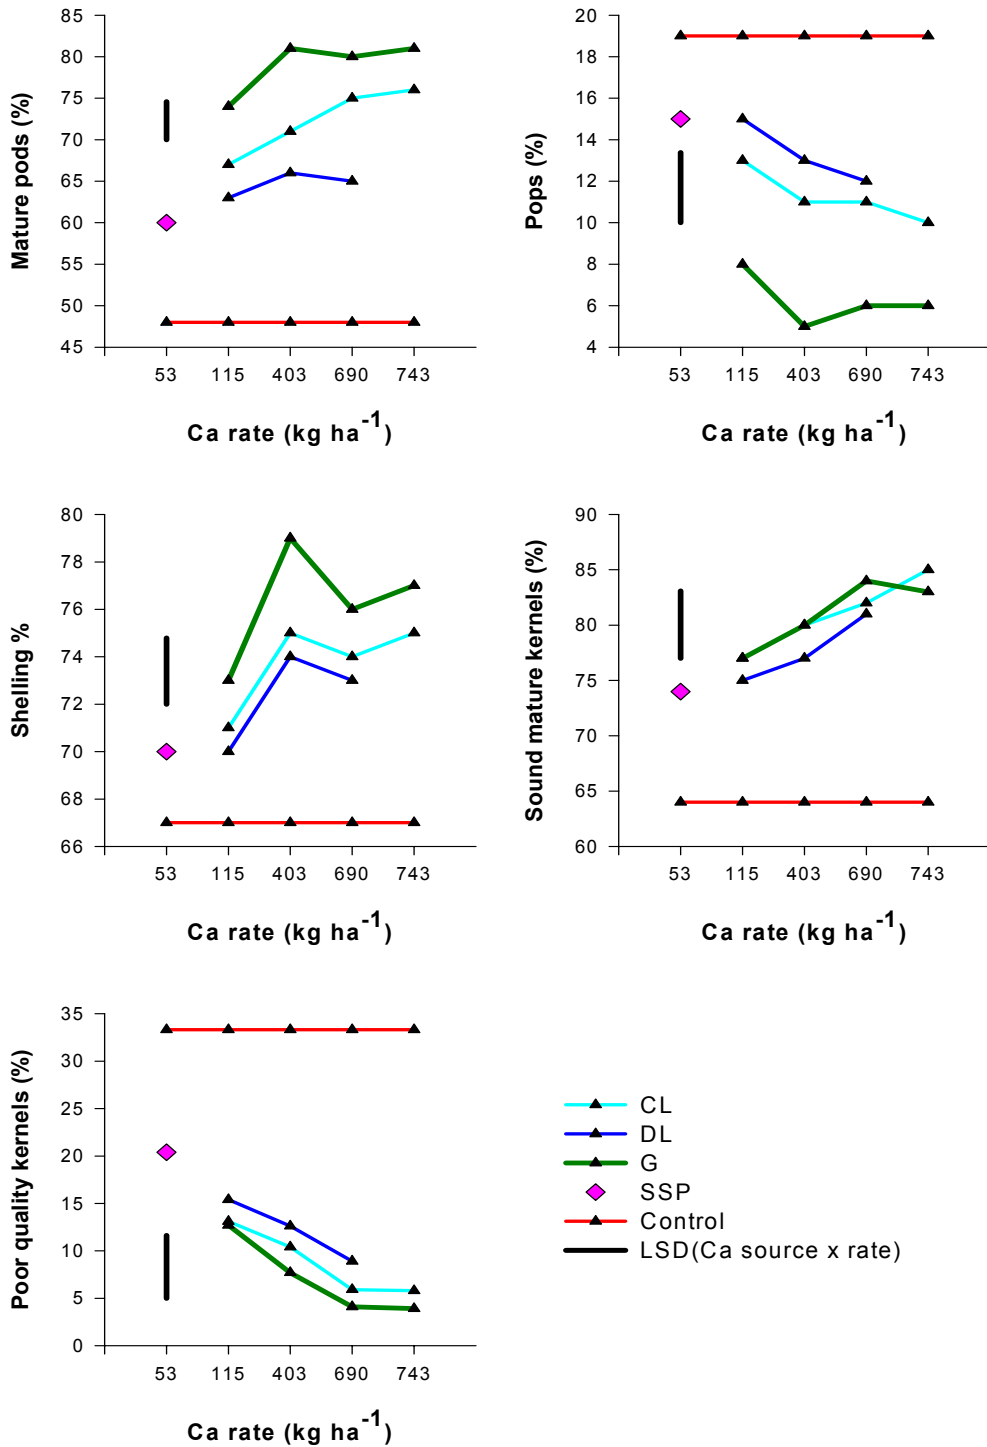 Mature pods (%)
85
80
75
70
65
60
55
50
45
53 115 403 690 743
Ca rate (kg ha-1)
Pops (%)
20
18
16
14
12
10
8
6
4
53 115 403 690 743
Ca rate (kg ha-1)
Shelling %
80
78
76
74
72
70
68
66
53 115 403 690 743
Ca rate (kg ha-1)
Sound mature kernels (%)
90
85
80
75
70
65
60
53 115 403 690 743
Ca rate (kg ha-1)
Poor quality kernels (%)
35
30
25
20
15
10
5
0
53 115 403 690 743
Ca rate (kg ha-1)
CL
DL
G
SSP
Control
LSD(Ca source x rate)